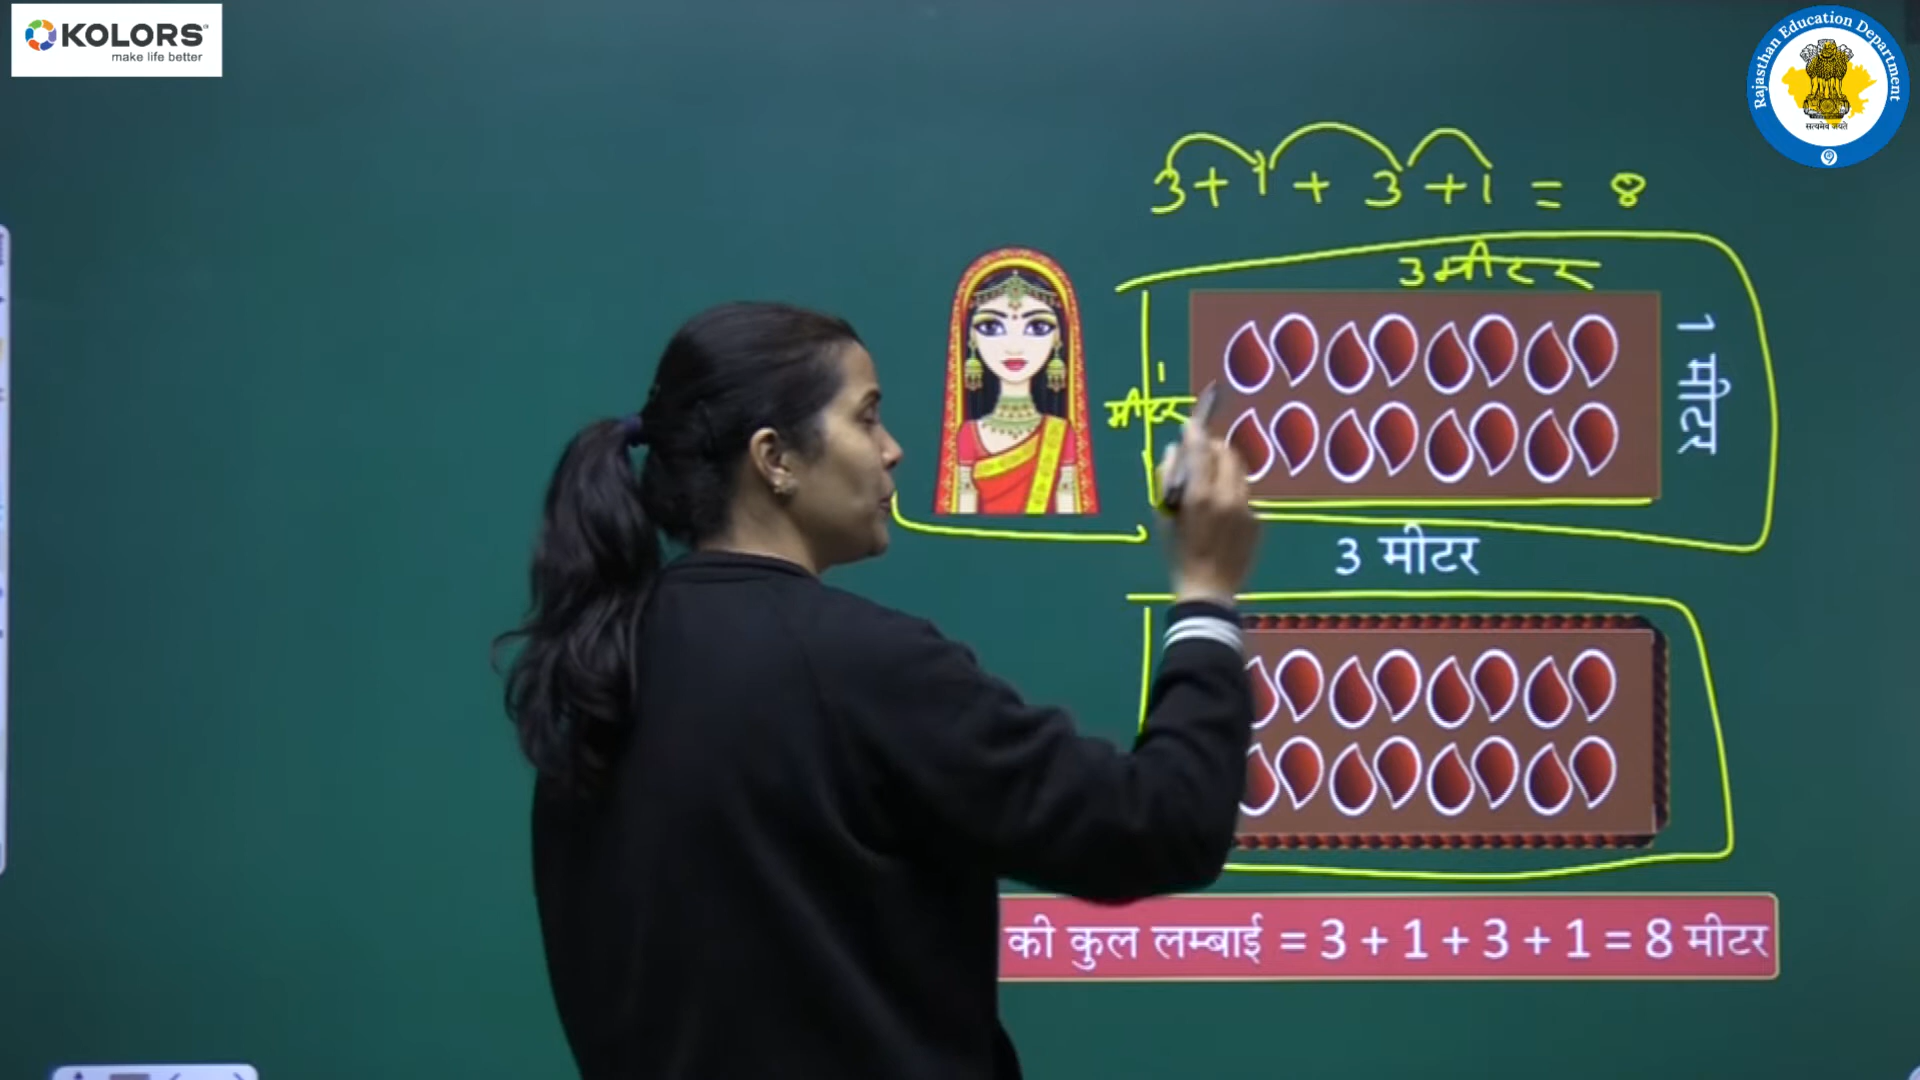 KOLORS
make life better
Rajasthan Education Department
सत्यमेव जयते
3+1+3+1 = 8
3 मीटर
1 मीटर
1 मीटर
3 मीटर
की कुल लम्बाई = 3 + 1 + 3 + 1 = 8 मीटर